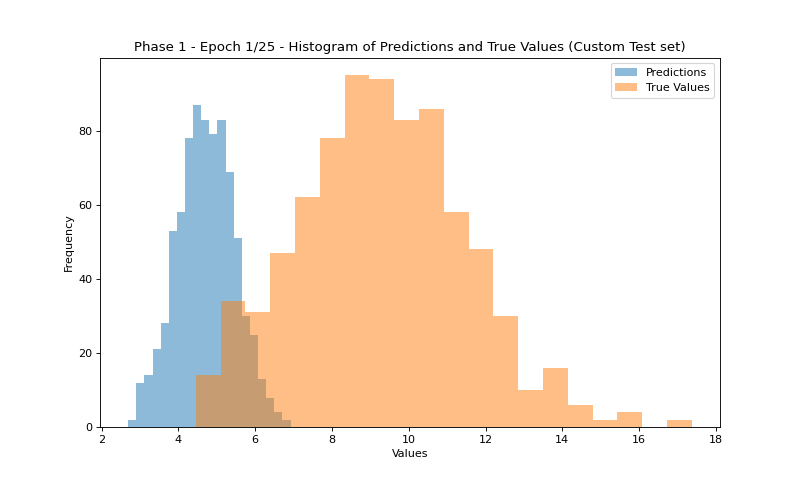 Phase 1 - Epoch 1/25 - Histogram of Predictions and True Values (Custom Test set)
Predictions
True Values
80
60
40
20
0
Frequency
2 4 6 8 10 12 14 16 18
Values